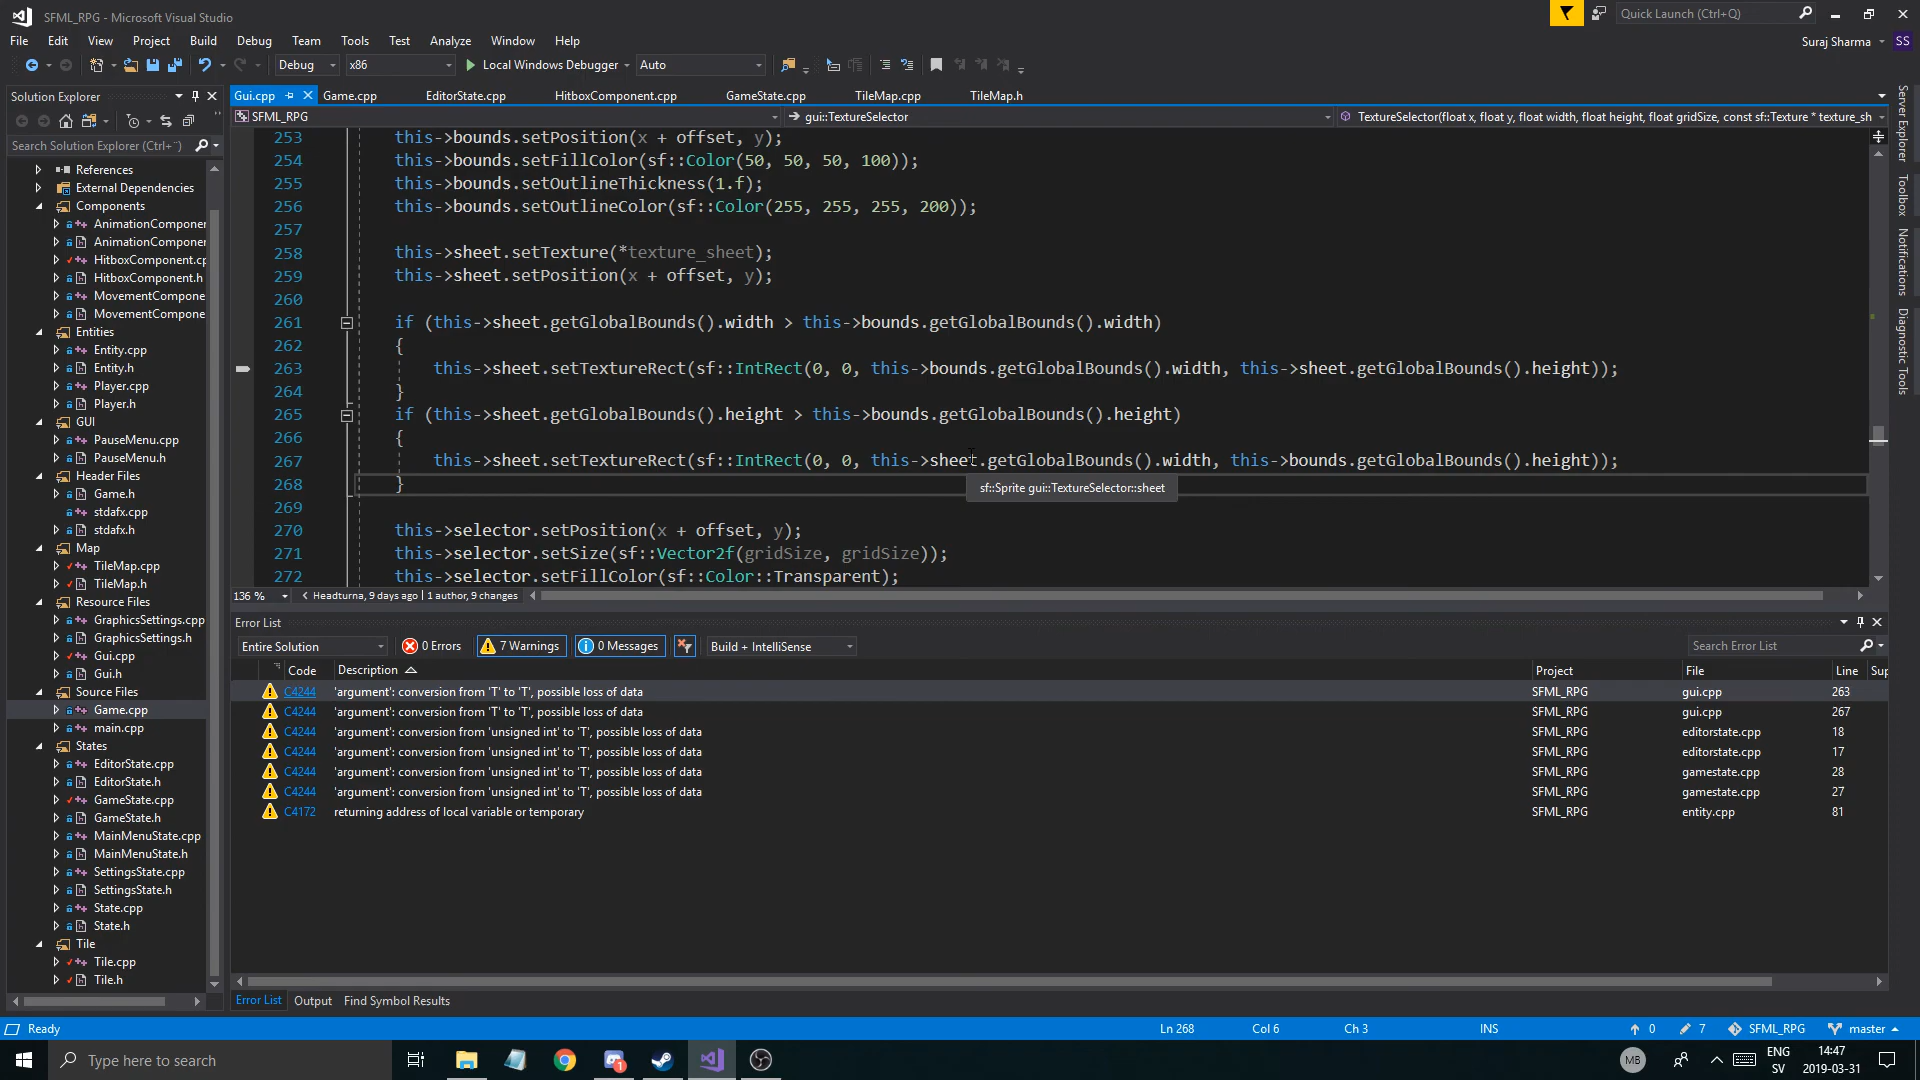 SFML_RPG - Microsoft Visual Studio
Quick Launch (Ctrl+Q)
File Edit View Project Build Debug Team Tools Test Analyze Window Help
Suraj Sharma SS
Debug x86 Local Windows Debugger Auto
Solution Explorer
Gui.cpp Game.cpp EditorState.cpp HitboxComponent.cpp GameState.cpp TileMap.cpp TileMap.h
SFML_RPG gui::TextureSelector TextureSelector(float x, float y, float width, float height, float gridSize, const sf::Texture * texture_sh
Search Solution Explorer (Ctrl+
References
External Dependencies
Components
AnimationComponer
AnimationComponer
HitboxComponent.cp
HitboxComponent.h
MovementCompone
MovementCompone
Entities
Entity.cpp
Entity.h
Player.cpp
Player.h
GUI
PauseMenu.cpp
PauseMenu.h
Header Files
Game.h
stdafx.cpp
stdafx.h
Map
TileMap.cpp
TileMap.h
Resource Files
GraphicsSettings.cpp
GraphicsSettings.h
Gui.cpp
Gui.h
Source Files
Game.cpp
main.cpp
States
EditorState.cpp
EditorState.h
GameState.cpp
GameState.h
MainMenuState.cpp
MainMenuState.h
SettingsState.cpp
SettingsState.h
State.cpp
State.h
Tile
Tile.cpp
Tile.h
253 this->bounds.setPosition(x + offset, y);
254 this->bounds.setFillColor(sf::Color(50, 50, 50, 100));
255 this->bounds.setOutlineThickness(1.f);
256 this->bounds.setOutlineColor(sf::Color(255, 255, 255, 200));
257
258 this->sheet.setTexture(*texture_sheet);
259 this->sheet.setPosition(x + offset, y);
260
261 if (this->sheet.getGlobalBounds().width > this->bounds.getGlobalBounds().width)
262 {
263 this->sheet.setTextureRect(sf::IntRect(0, 0, this->bounds.getGlobalBounds().width, this->sheet.getGlobalBounds().height));
264 }
265 if (this->sheet.getGlobalBounds().height > this->bounds.getGlobalBounds().height)
266 {
267 this->sheet.setTextureRect(sf::IntRect(0, 0, this->sheet.getGlobalBounds().width, this->bounds.getGlobalBounds().height));
268 }
sf::Sprite gui::TextureSelector::sheet
269
270 this->selector.setPosition(x + offset, y);
271 this->selector.setSize(sf::Vector2f(gridSize, gridSize));
272 this->selector.setFillColor(sf::Color::Transparent);
136 % Headturna, 9 days ago | 1 author, 9 changes
Error List
Entire Solution 0 Errors 7 Warnings 0 Messages Build + IntelliSense Search Error List
Code Description Project File Line Sup
C4244 'argument': conversion from 'T' to 'T', possible loss of data SFML_RPG gui.cpp 263
C4244 'argument': conversion from 'T' to 'T', possible loss of data SFML_RPG gui.cpp 267
C4244 'argument': conversion from 'unsigned int' to 'T', possible loss of data SFML_RPG editorstate.cpp 18
C4244 'argument': conversion from 'unsigned int' to 'T', possible loss of data SFML_RPG editorstate.cpp 17
C4244 'argument': conversion from 'unsigned int' to 'T', possible loss of data SFML_RPG gamestate.cpp 28
C4244 'argument': conversion from 'unsigned int' to 'T', possible loss of data SFML_RPG gamestate.cpp 27
C4172 returning address of local variable or temporary SFML_RPG entity.cpp 81
Error List Output Find Symbol Results
Server Explorer
Toolbox
Notifications
Diagnostic Tools
Ready Ln 268 Col 6 Ch 3 INS 0 7 SFML_RPG master
Type here to search
MB
ENG
SV
14:47
2019-03-31